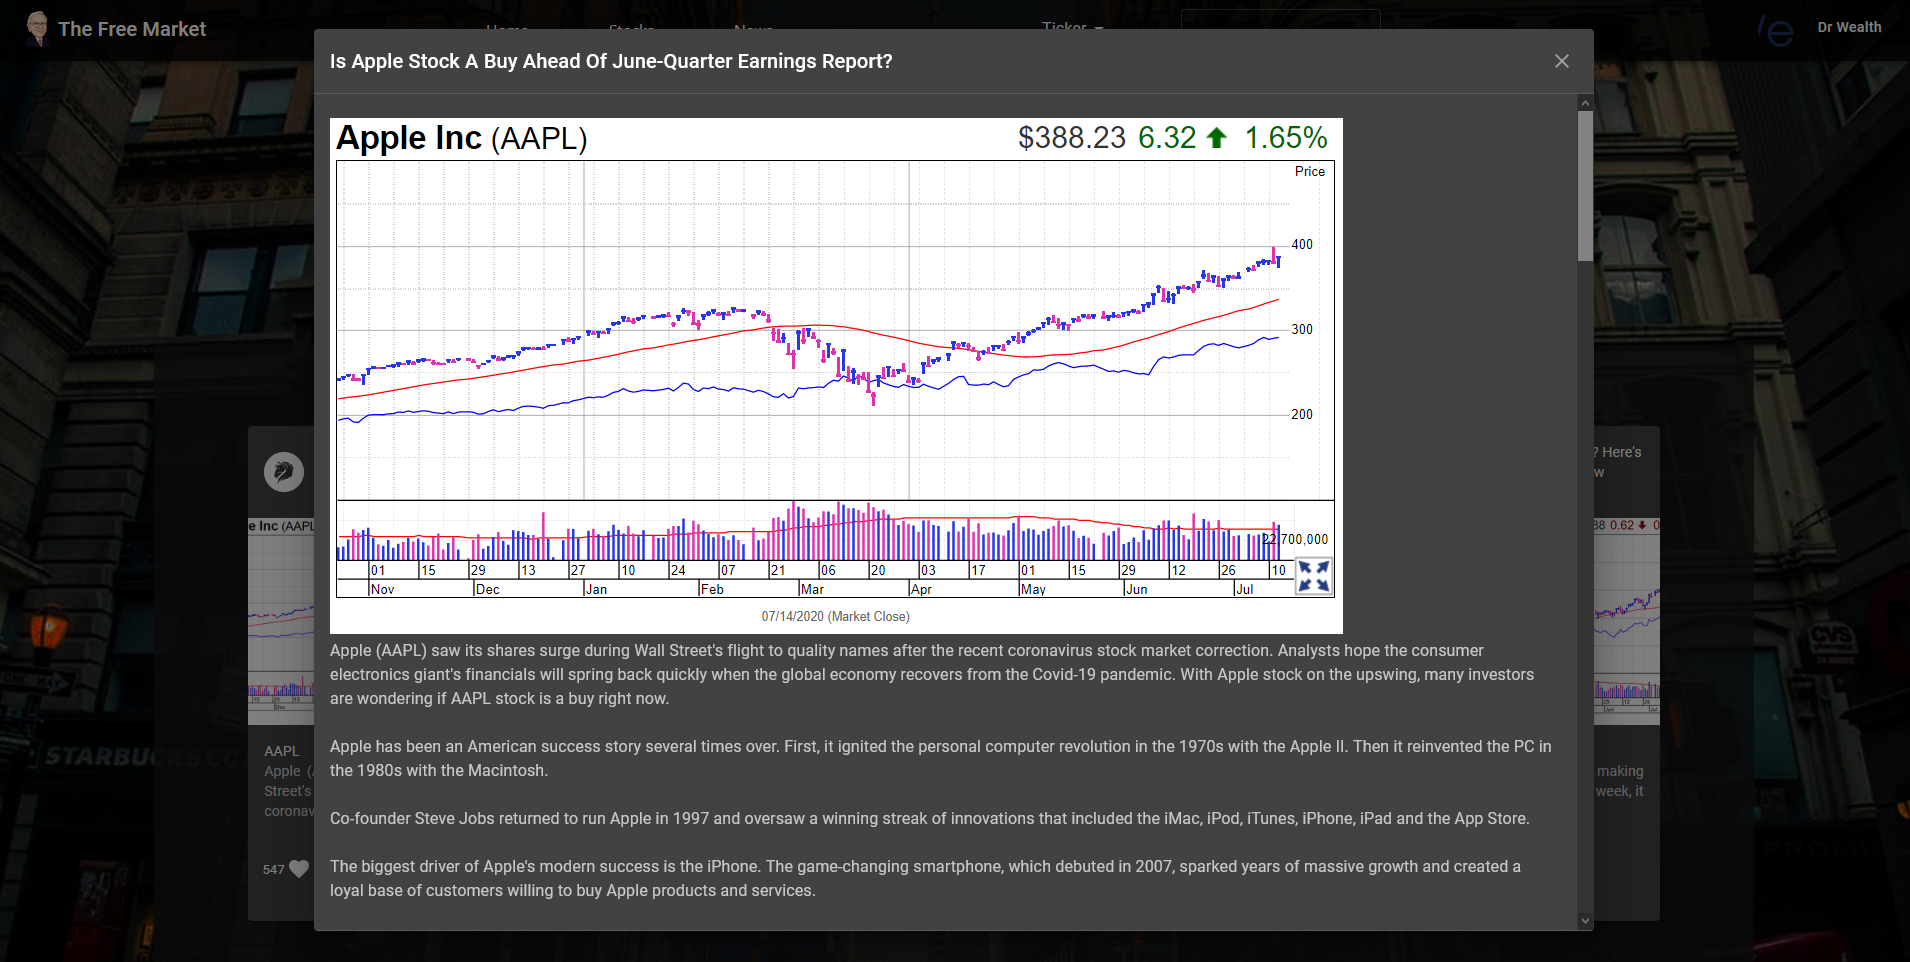 The Free Market
Home
Stocks
News
Ticker
Dr Wealth
Is Apple Stock A Buy Ahead Of June-Quarter Earnings Report?
Apple Inc (AAPL)
$388.23 6.32 1.65%
Price
400
300
200
22,700,000
01 15 29 13 27 10 24 07 21 06 20 03 17 01 15 29 12 26 10
Nov Dec Jan Feb Mar Apr May Jun Jul
07/14/2020 (Market Close)
Apple (AAPL) saw its shares surge during Wall Street's flight to quality names after the recent coronavirus stock market correction. Analysts hope the consumer
electronics giant's financials will spring back quickly when the global economy recovers from the Covid-19 pandemic. With Apple stock on the upswing, many investors
are wondering if AAPL stock is a buy right now.
Apple has been an American success story several times over. First, it ignited the personal computer revolution in the 1970s with the Apple II. Then it reinvented the PC in
the 1980s with the Macintosh.
Co-founder Steve Jobs returned to run Apple in 1997 and oversaw a winning streak of innovations that included the iMac, iPod, iTunes, iPhone, iPad and the App Store.
The biggest driver of Apple's modern success is the iPhone. The game-changing smartphone, which debuted in 2007, sparked years of massive growth and created a
loyal base of customers willing to buy Apple products and services.
e Inc (AAPL
AAPL
Apple (
Street's
coronav
547
? Here's
w
38 0.62 0
making
week, it
STARBUCKS CO
CVS
24 HOURS